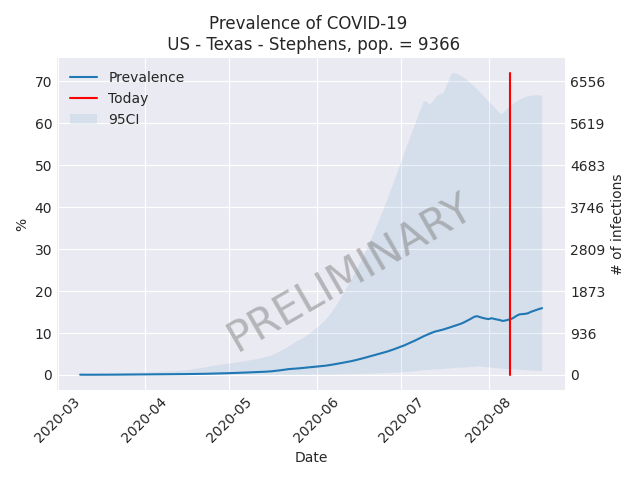 Prevalence of COVID-19
US - Texas - Stephens, pop. = 9366
Prevalence
Today
95CI
70
60
50
40
30
20
10
0
%
6556
5619
4683
3746
2809
1873
936
0
# of infections
PRELIMINARY
2020-03
2020-04
2020-05
2020-06
2020-07
2020-08
Date